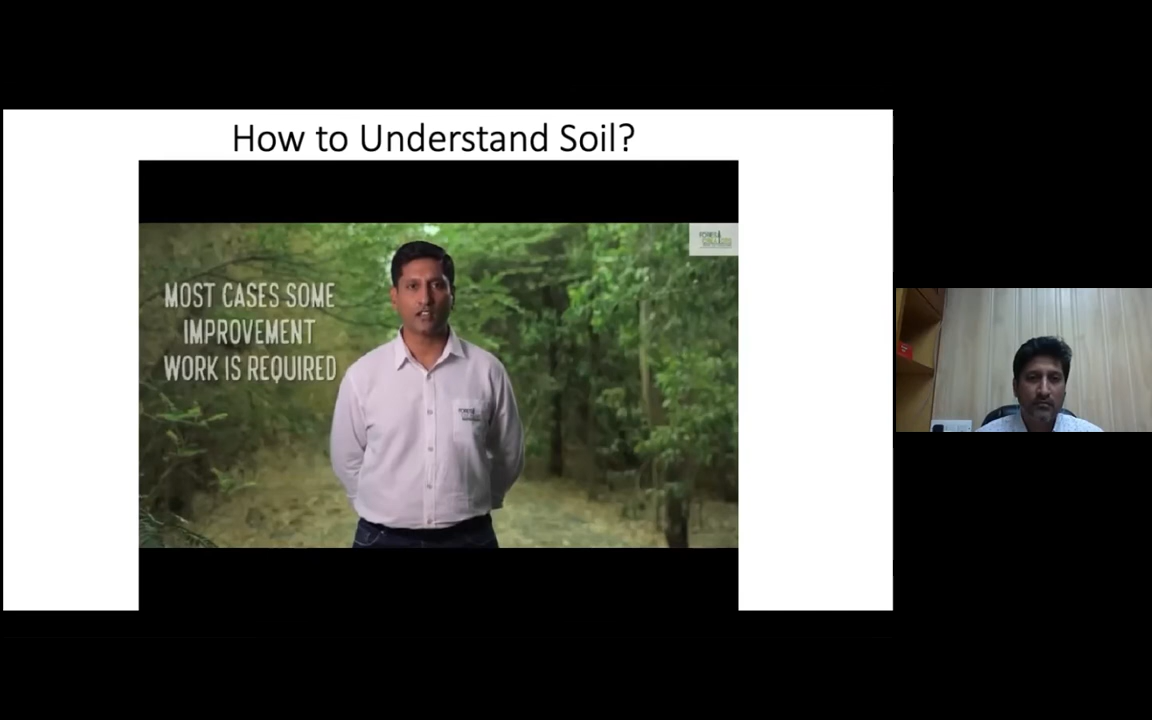 How to Understand Soil?
MOST CASES SOME
IMPROVEMENT
WORK IS REQUIRED